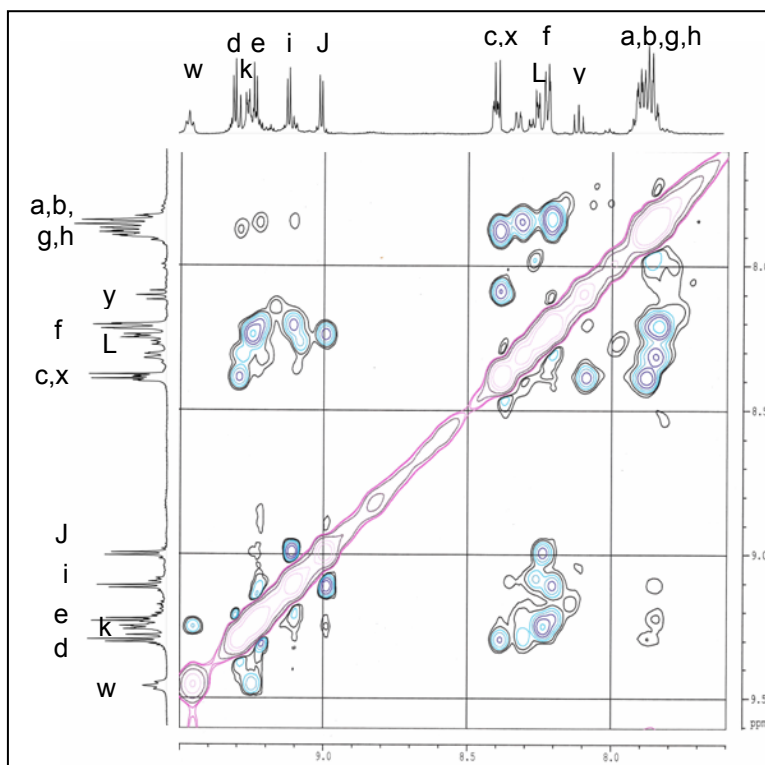 d e i J c,x f a,b,g,h
w k L y
a,b,
g,h
y
f
L
c,x
J
i
e
k
d
w
8.0
8.5
9.0
9.5
ppm
9.0 8.5 8.0